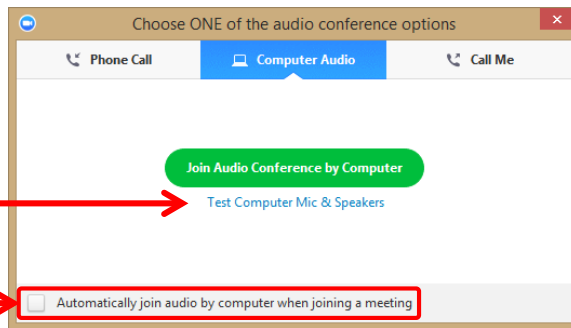 Choose ONE of the audio conference options
Phone Call
Computer Audio
Call Me
Join Audio Conference by Computer
Test Computer Mic & Speakers
Automatically join audio by computer when joining a meeting